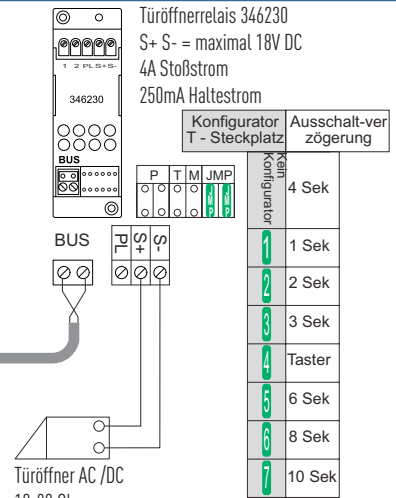 Türöffnerrelais 346230
S+ S- = maximal 18V DC
4A Stoßstrom
250mA Haltestrom
1 2 PL S+ S-
346230
BUS
P T M JMP
JMP JMP
BUS
PL S+ S-
Türöffner AC /DC
Konfigurator
T - Steckplatz
Ausschalt-ver
zögerung
Kein
Konfigurator
4 Sek
1 1 Sek
2 2 Sek
3 3 Sek
4 Taster
5 6 Sek
6 8 Sek
7 10 Sek